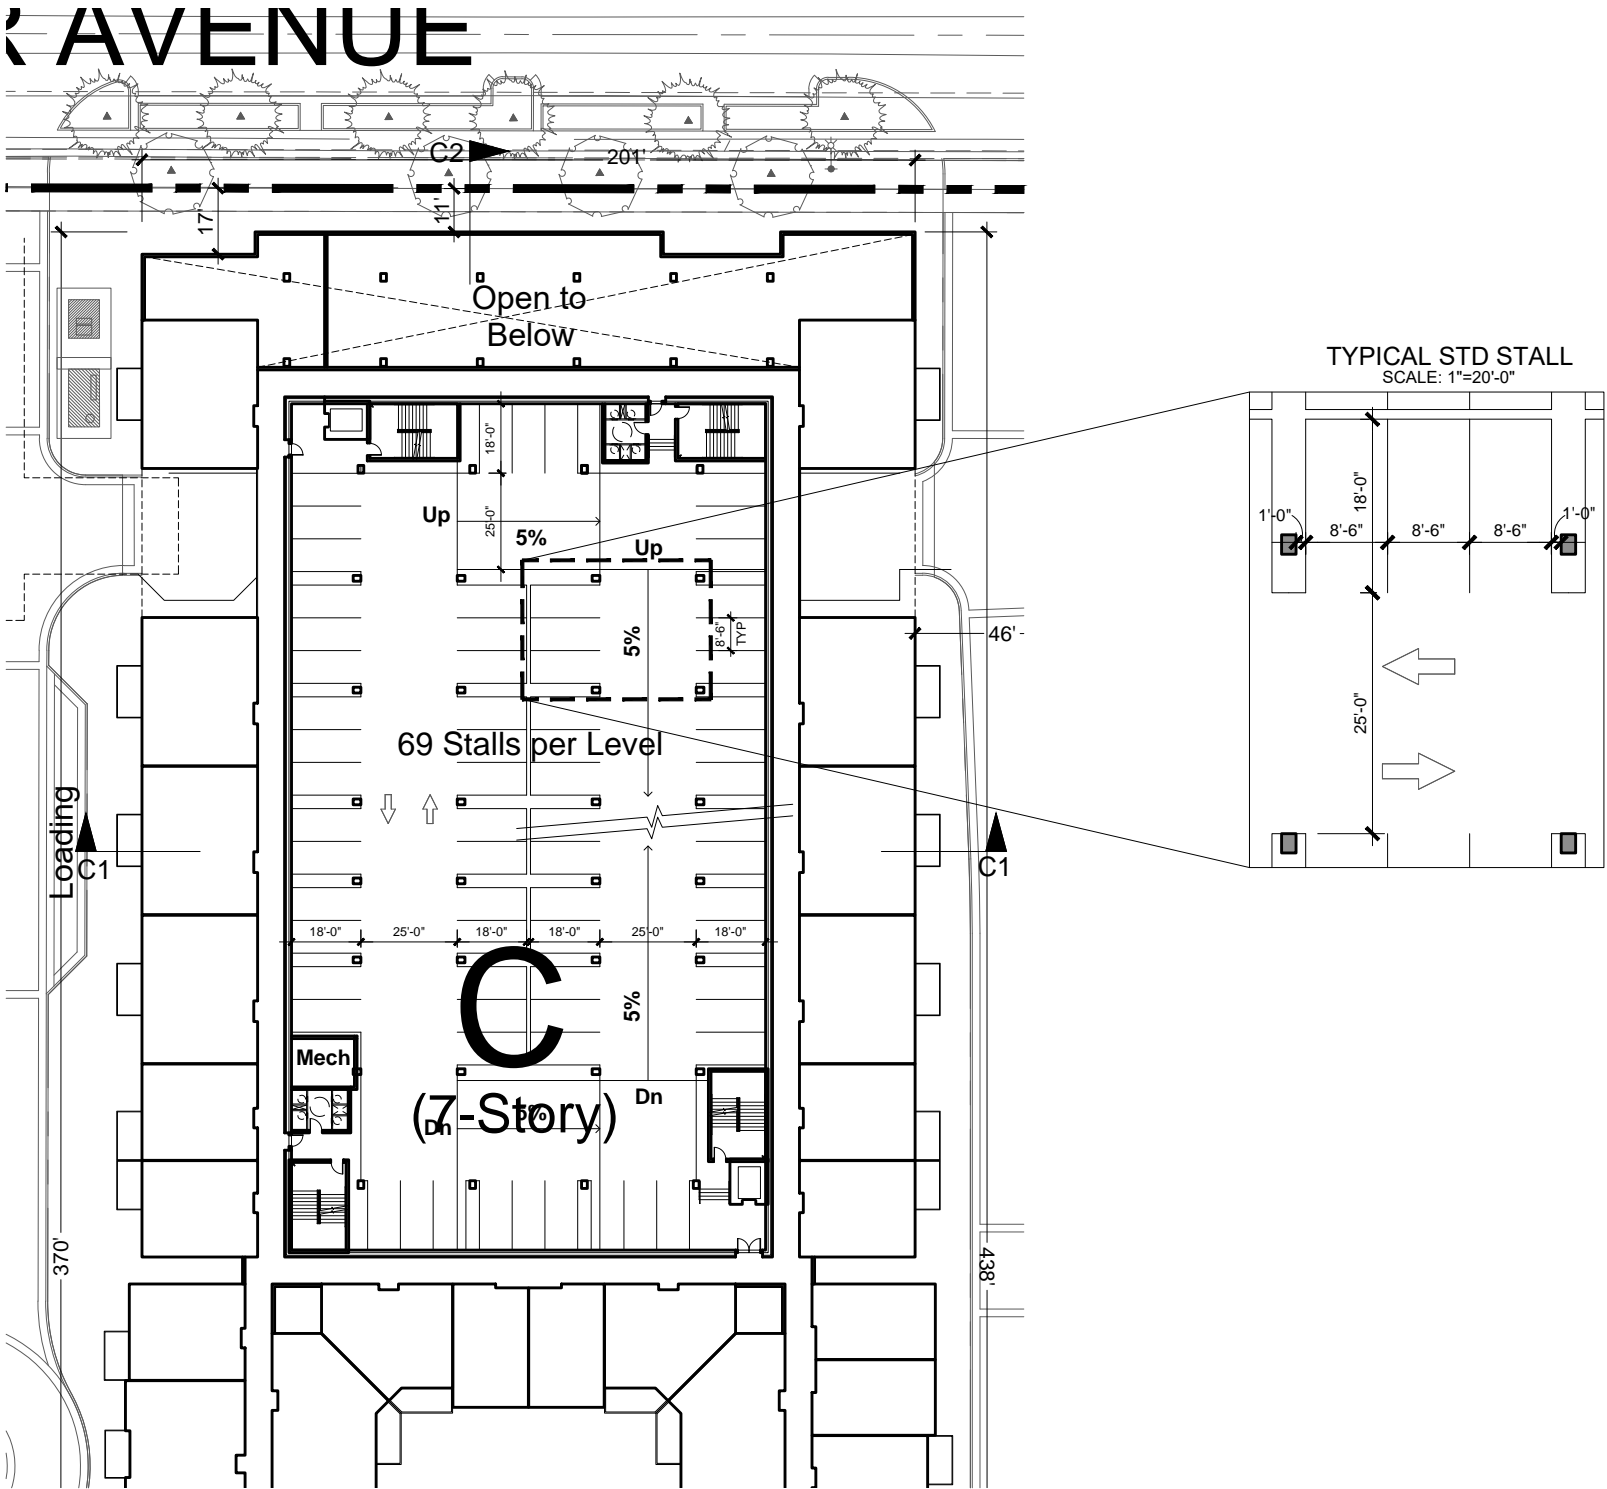 R AVENUE
C2
201'
17'
11'
Open to
Below
TYPICAL STD STALL
SCALE: 1"=20'-0"
18'-0"
1'-0"
8'-6"
8'-6"
8'-6"
1'-0"
25'-0"
18'-0"
Up
25'-0"
5%
Up
5%
8'-6"
TYP
46'
69 Stalls per Level
Loading
C1
C1
18'-0"
25'-0"
18'-0"
18'-0"
25'-0"
18'-0"
C
5%
Mech
(7-Story)
Dn
5%
Dn
370'
438'